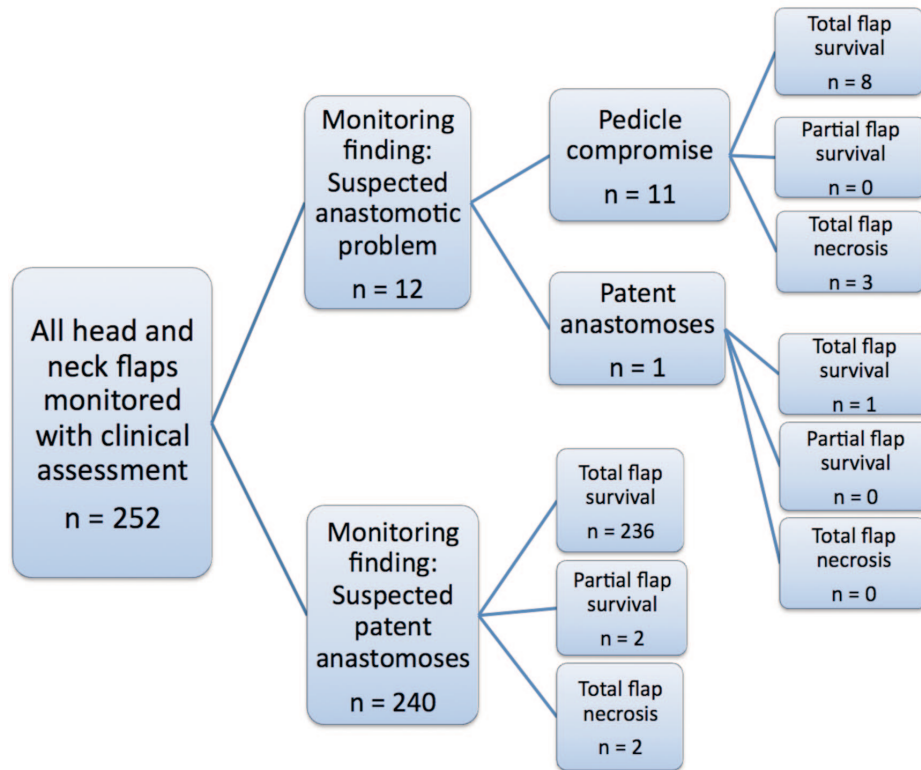 All head and
neck flaps
monitored
with clinical
assessment
n = 252
Monitoring
finding:
Suspected
anastomotic
problem
n = 12
Pedicle
compromise
n = 11
Total flap
survival
n = 8
Partial flap
survival
n = 0
Total flap
necrosis
n = 3
Patent
anastomoses
n = 1
Total flap
survival
n = 1
Partial flap
survival
n = 0
Total flap
necrosis
n = 0
Monitoring
finding:
Suspected
patent
anastomoses
n = 240
Total flap
survival
n = 236
Partial flap
survival
n = 2
Total flap
necrosis
n = 2